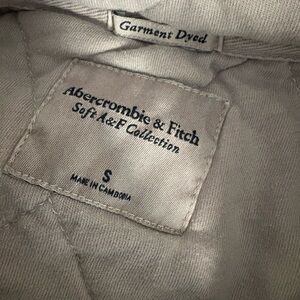 Garment Dyed
Abercrombie & Fitch
Soft A&F Collection
S
MADE IN CAMBODIA